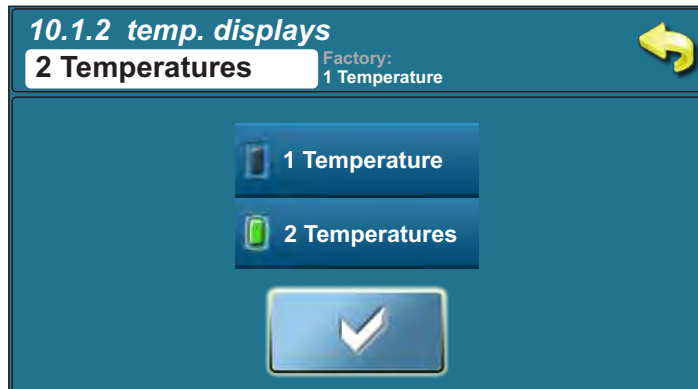 10.1.2 temp. displays
2 Temperatures
Factory:
1 Temperature
1 Temperature
2 Temperatures